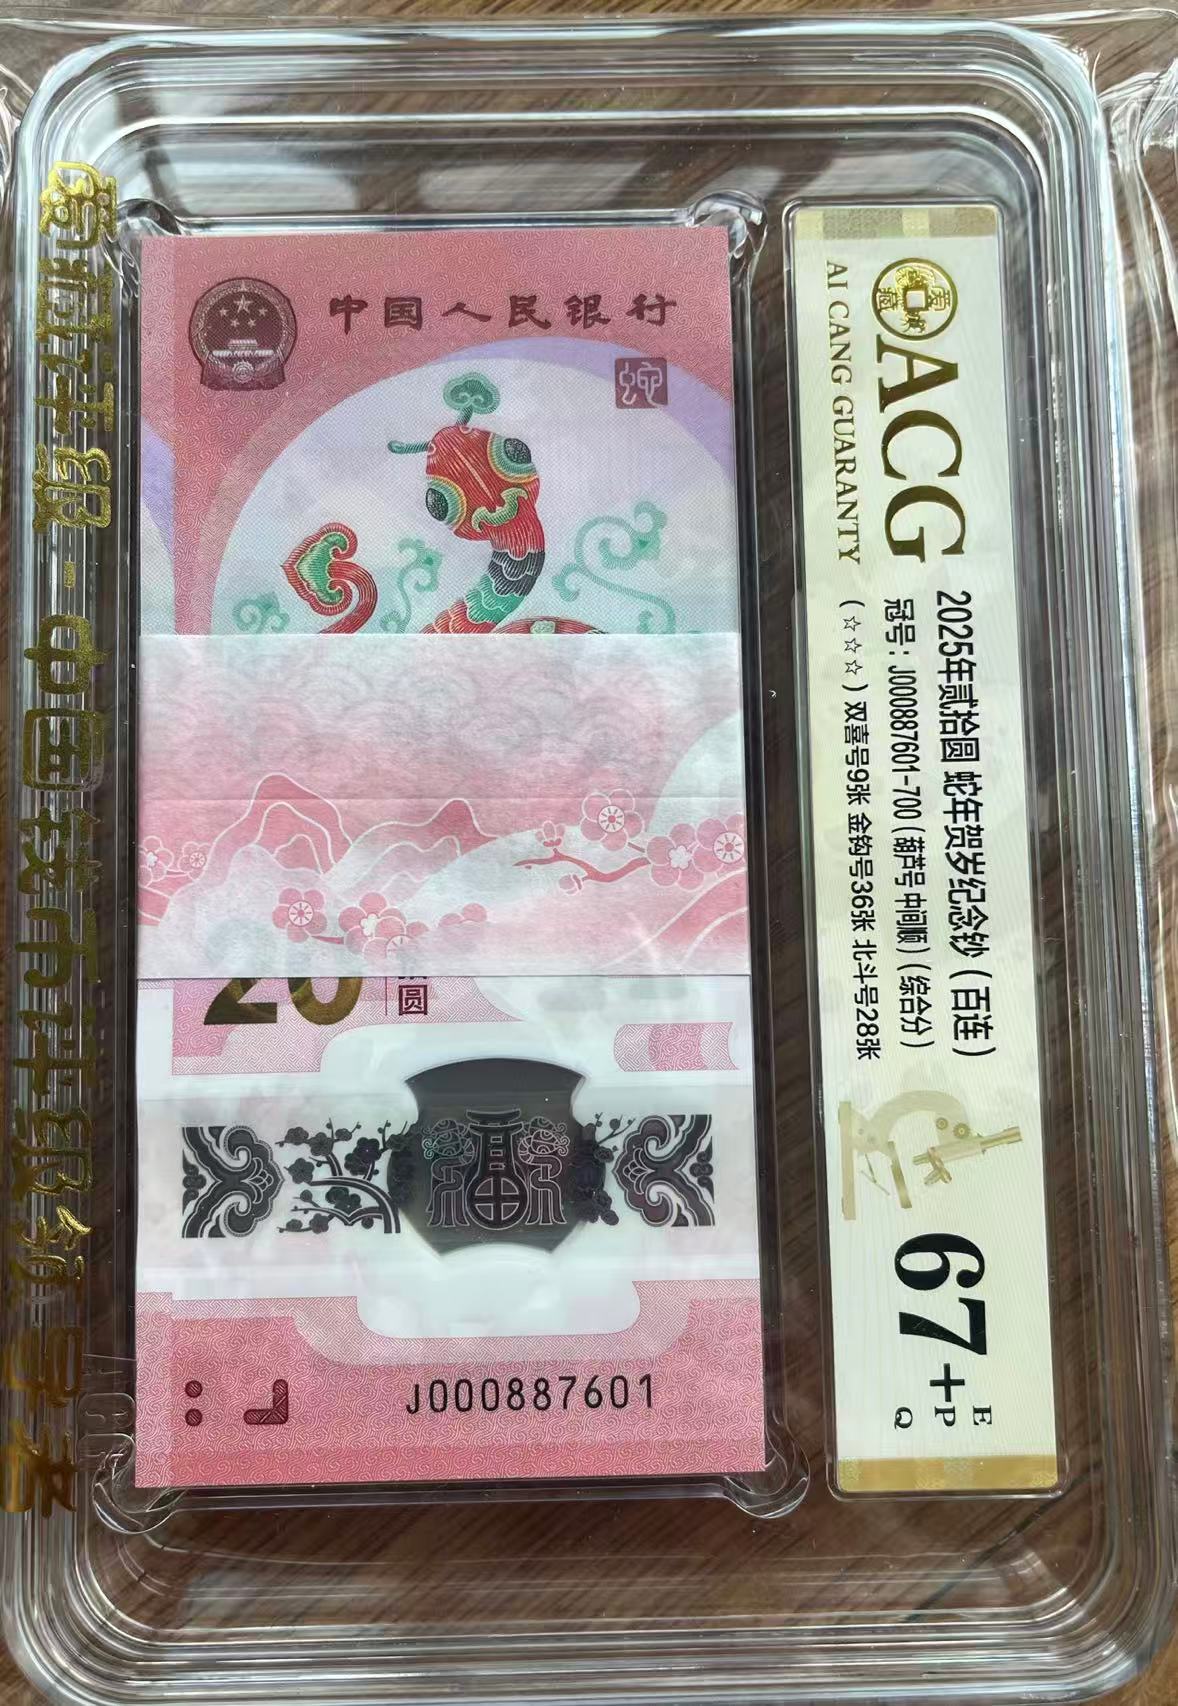 中国人民银行
蛇
20
圆
J000887601
爱藏评级-中国钱币评级领导者
ACG
爱藏
AI CANG GUARANTY
2025年贰拾圆 蛇年贺岁纪念钞（百连）
冠号：J000887601-700（葫芦号 中间顺）（综合分）
（☆☆☆）双喜号9张 金钩号36张 北斗号28张
67+
E
P
Q